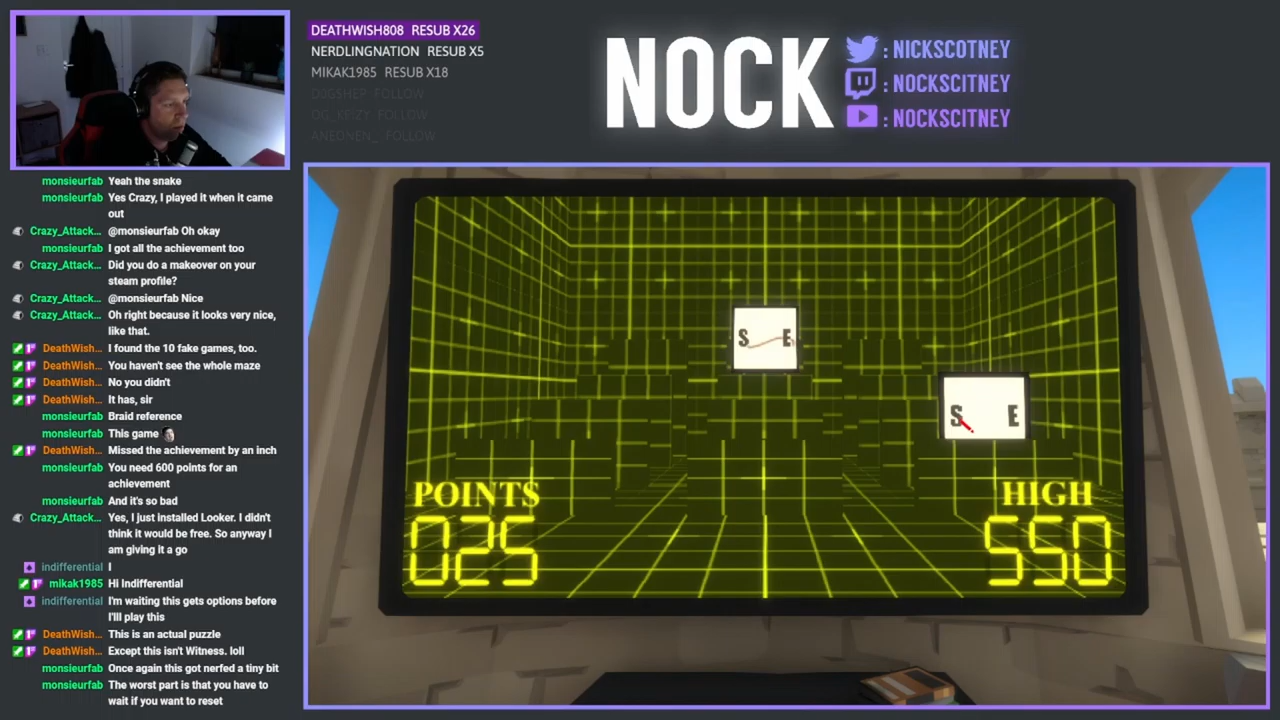 DEATHWISH808 RESUB X26
NERDLINGNATION RESUB X5
MIKAK1985 RESUB X18
D0GSHEP FOLLOW
FOLLOW
ANEONEN_ FOLLOW
NOCK
: NICKSCOTNEY
: NOCKSCITNEY
: NOCKSCITNEY
monsieurfab Yeah the snake
monsieurfab Yes Crazy, I played it when it came
out
Crazy_Attack... @monsieurfab Oh okay
monsieurfab I got all the achievement too
Crazy_Attack... Did you do a makeover on your
steam profile?
Crazy_Attack... @monsieurfab Nice
Crazy_Attack... Oh right because it looks very nice,
like that.
DeathWish... I found the 10 fake games, too.
DeathWish... You haven't see the whole maze
DeathWish... No you didn't
DeathWish... It has, sir
monsieurfab Braid reference
monsieurfab This game
DeathWish... Missed the achievement by an inch
monsieurfab You need 600 points for an
achievement
monsieurfab And it's so bad
Crazy_Attack... Yes, I just installed Looker. I didn't
think it would be free. So anyway I
am giving it a go
indifferential I
mikak1985 Hi Indifferential
indifferential I'm waiting this gets options before
I'lll play this
DeathWish... This is an actual puzzle
DeathWish... Except this isn't Witness. loll
monsieurfab Once again this got nerfed a tiny bit
monsieurfab The worst part is that you have to
wait if you want to reset
S E
S E
POINTS
025
HIGH
550